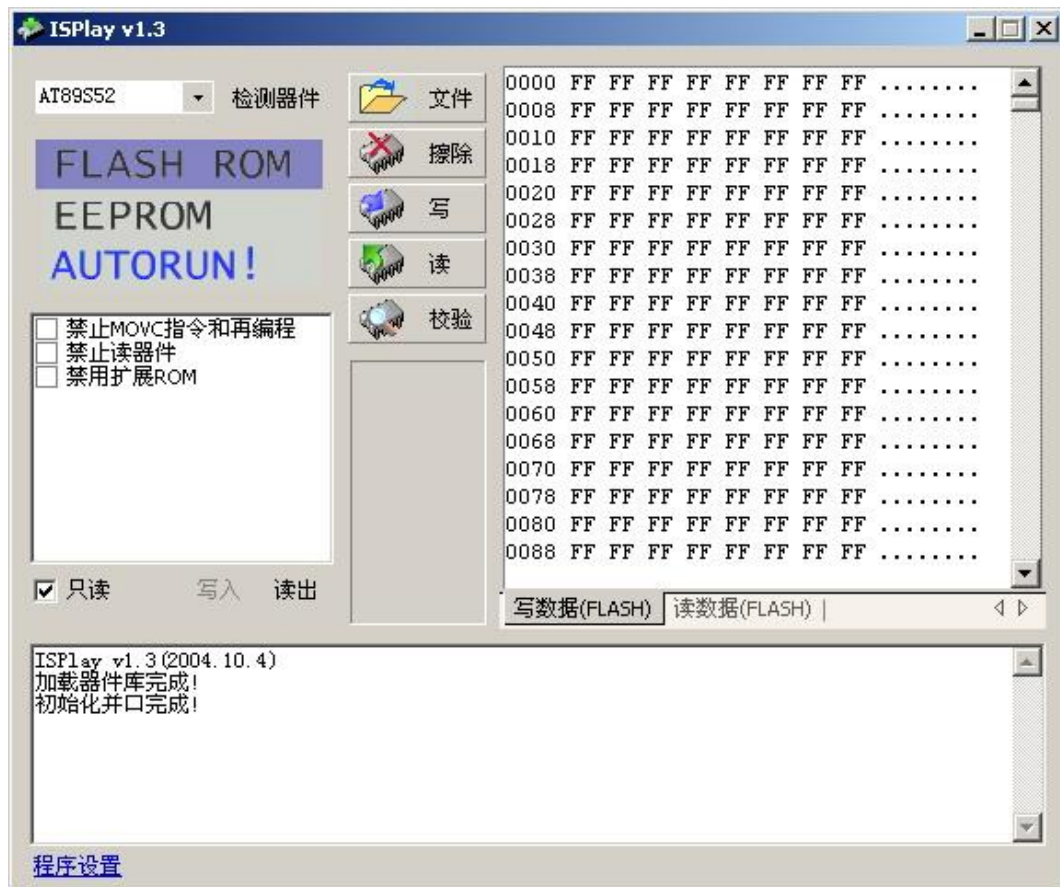 ISPlay v1.3
AT89S52
检测器件
FLASH ROM
EEPROM
AUTORUN!
禁止MOVC指令和再编程
禁止读器件
禁用扩展ROM
只读 写入 读出
文件
擦除
写
读
校验
0000 FF FF FF FF FF FF FF FF ........
0008 FF FF FF FF FF FF FF FF ........
0010 FF FF FF FF FF FF FF FF ........
0018 FF FF FF FF FF FF FF FF ........
0020 FF FF FF FF FF FF FF FF ........
0028 FF FF FF FF FF FF FF FF ........
0030 FF FF FF FF FF FF FF FF ........
0038 FF FF FF FF FF FF FF FF ........
0040 FF FF FF FF FF FF FF FF ........
0048 FF FF FF FF FF FF FF FF ........
0050 FF FF FF FF FF FF FF FF ........
0058 FF FF FF FF FF FF FF FF ........
0060 FF FF FF FF FF FF FF FF ........
0068 FF FF FF FF FF FF FF FF ........
0070 FF FF FF FF FF FF FF FF ........
0078 FF FF FF FF FF FF FF FF ........
0080 FF FF FF FF FF FF FF FF ........
0088 FF FF FF FF FF FF FF FF ........
写数据(FLASH) 读数据(FLASH)
ISPlay v1.3(2004.10.4)
加载器件库完成!
初始化并口完成!
程序设置